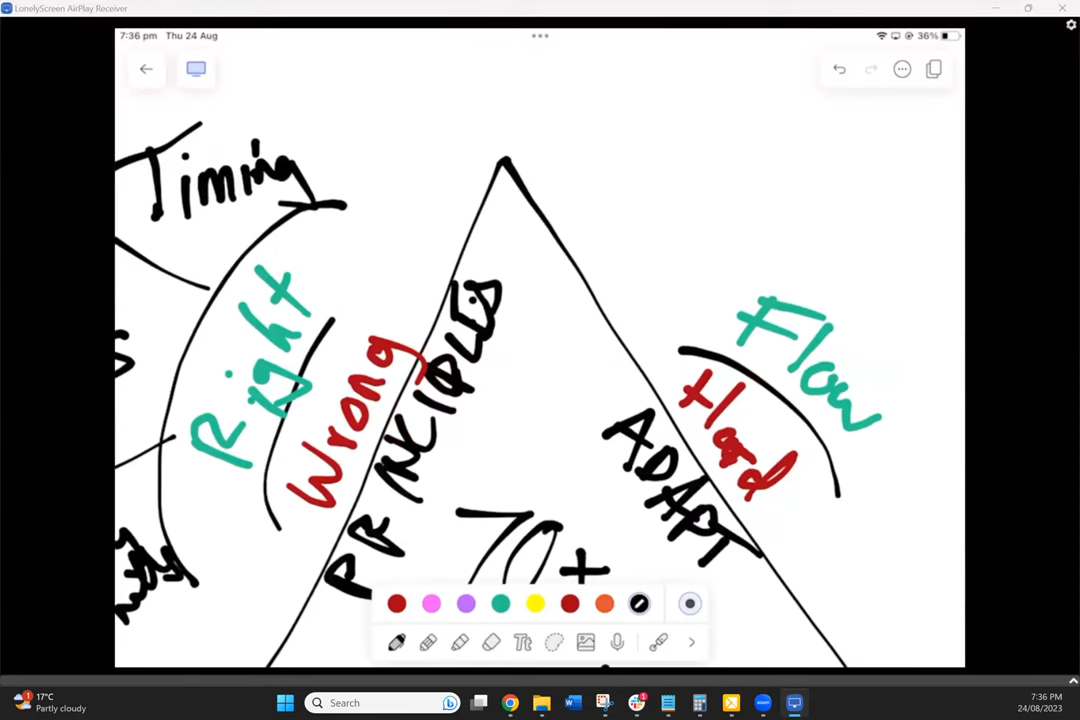 LonelyScreen AirPlay Receiver
7:36 pm Thu 24 Aug
36%
Timing
Right
Wrong
PRINCIPLES
Flow
Hard
ADAPT
70+
Tt
17°C
Partly cloudy
Search
7:36 PM
24/08/2023